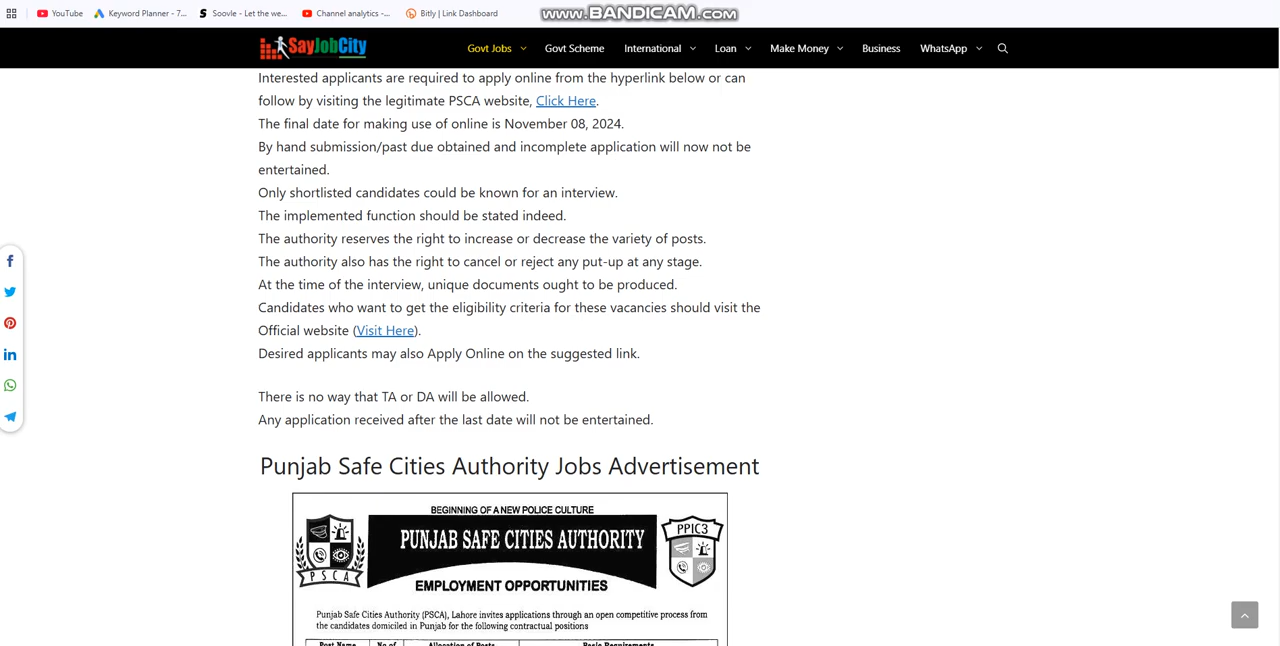 YouTube Keyword Planner - 7... Soovle - Let the we... Channel analytics -... Bitly | Link Dashboard
www.BANDICAM.com
SayJobCity Govt Jobs Govt Scheme International Loan Make Money Business WhatsApp
Interested applicants are required to apply online from the hyperlink below or can
follow by visiting the legitimate PSCA website, Click Here.
The final date for making use of online is November 08, 2024.
By hand submission/past due obtained and incomplete application will now not be
entertained.
Only shortlisted candidates could be known for an interview.
The implemented function should be stated indeed.
The authority reserves the right to increase or decrease the variety of posts.
The authority also has the right to cancel or reject any put-up at any stage.
At the time of the interview, unique documents ought to be produced.
Candidates who want to get the eligibility criteria for these vacancies should visit the
Official website (Visit Here).
Desired applicants may also Apply Online on the suggested link.
There is no way that TA or DA will be allowed.
Any application received after the last date will not be entertained.
Punjab Safe Cities Authority Jobs Advertisement
BEGINNING OF A NEW POLICE CULTURE
PUNJAB SAFE CITIES AUTHORITY
PPIC3
PSCA
EMPLOYMENT OPPORTUNITIES
Punjab Safe Cities Authority (PSCA), Lahore invites applications through an open competitive process from
the candidates domiciled in Punjab for the following contractual positions
Post Name No of Allocation of Posts Basic Requirements